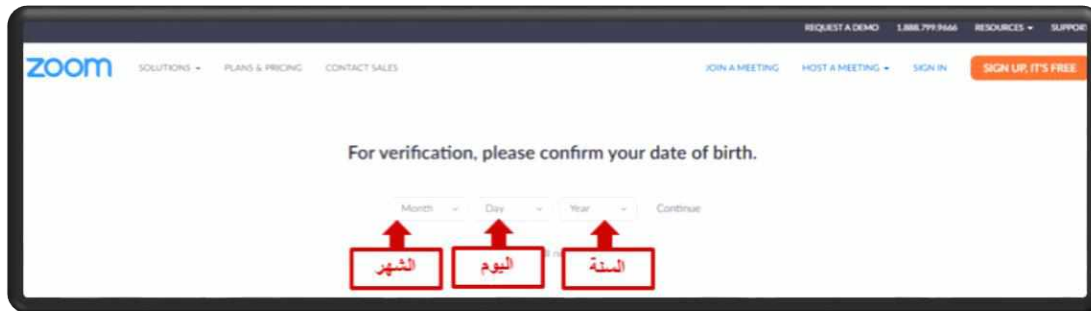 REQUEST A DEMO 1.888.799.9666 RESOURCES SUPPOR
zoom SOLUTIONS PLANS & PRICING CONTACT SALES JOIN A MEETING HOST A MEETING SIGN IN SIGN UP, IT'S FREE
For verification, please confirm your date of birth.
Month Day Year Continue
الشهر اليوم السنة